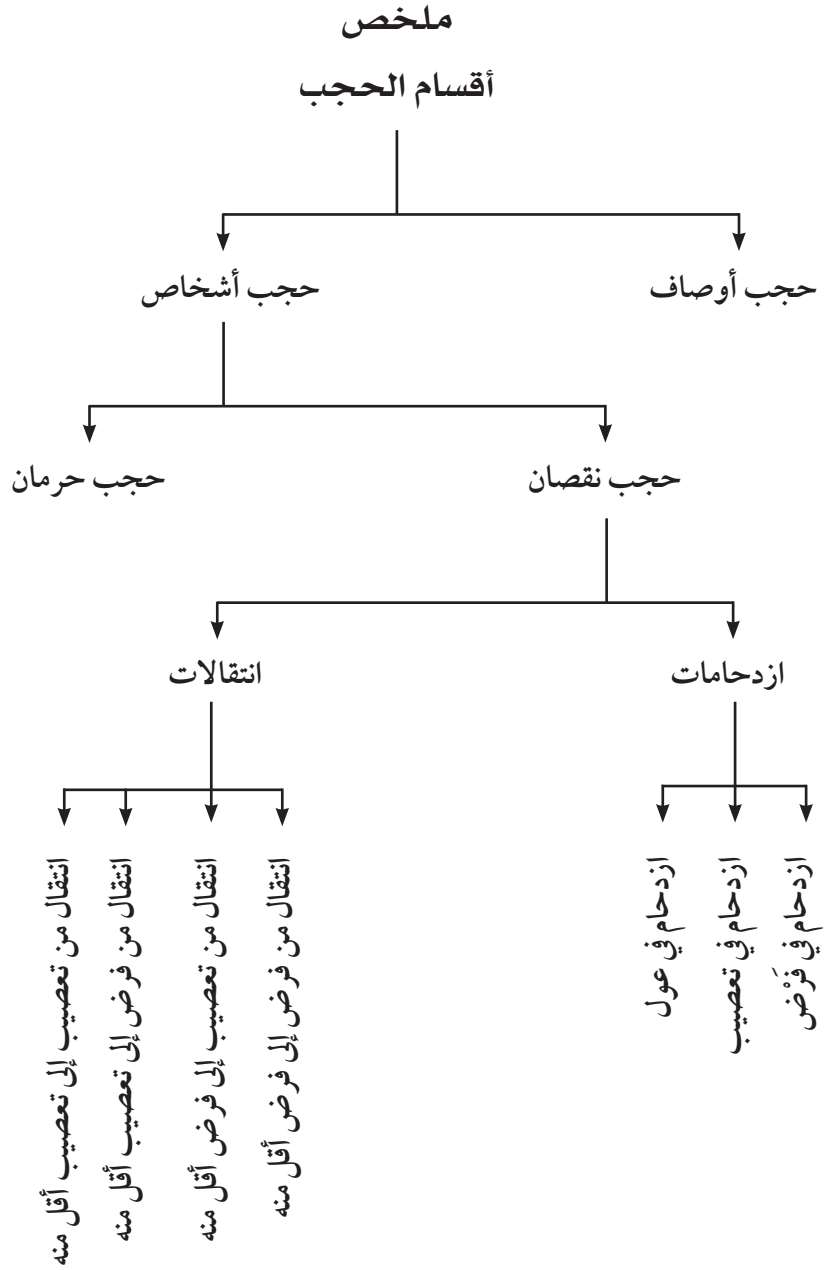 ملخص
أقسام الحجب
حجب أوصاف
حجب أشخاص
حجب نقصان
حجب حرمان
ازدحامات
انتقالات
ازدحام في فَرْض
ازدحام في تعصيب
ازدحام في عول
انتقال من فرض إلى فرض أقل منه
انتقال من تعصيب إلى فرض أقل منه
انتقال من فرض إلى تعصيب أقل منه
انتقال من تعصيب إلى تعصيب أقل منه